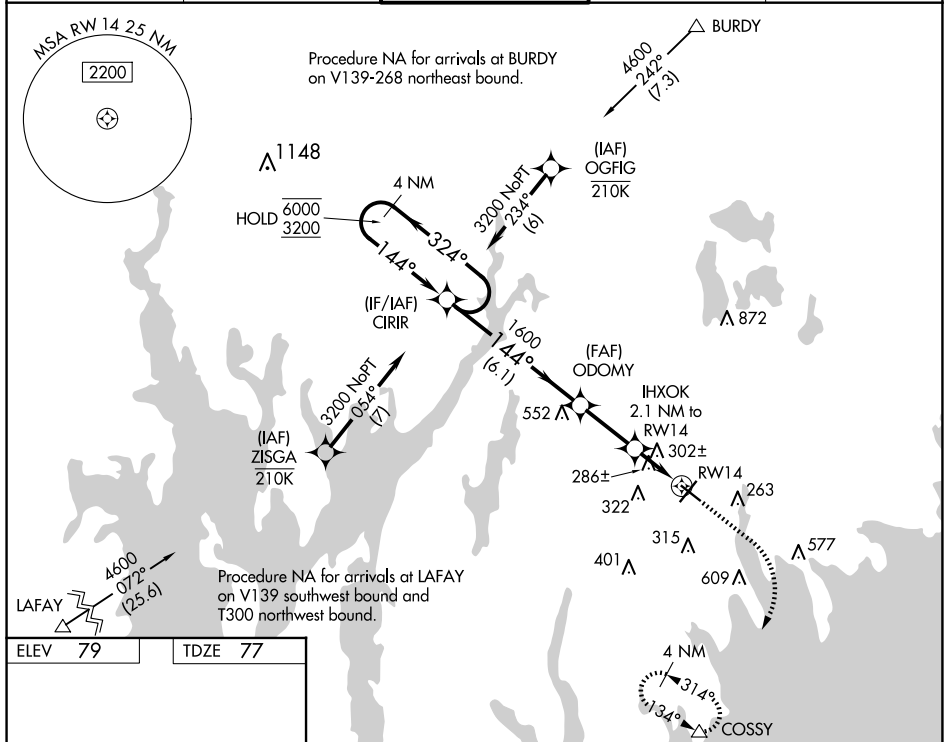 MSA RW 14 25 NM
2200
Procedure NA for arrivals at BURDY
on V139-268 northeast bound.
BURDY
4600
242°
(7.3)
1148
(IAF)
OGFIG
210K
3200 NoPT
234°
(6)
4 NM
HOLD
6000
3200
324°
144°
(IF/IAF)
CIRIR
1600
144°
(6.1)
872
(FAF)
ODOMY
552
IHXOK
2.1 NM to
RW14
302±
286±
RW14
3200 NoPT
054°
(7)
(IAF)
ZISGA
210K
322
263
315
577
401
609
4600
072°
(25.6)
LAFAY
Procedure NA for arrivals at LAFAY
on V139 southwest bound and
T300 northwest bound.
ELEV 79
TDZE 77
4 NM
314°
134°
COSSY